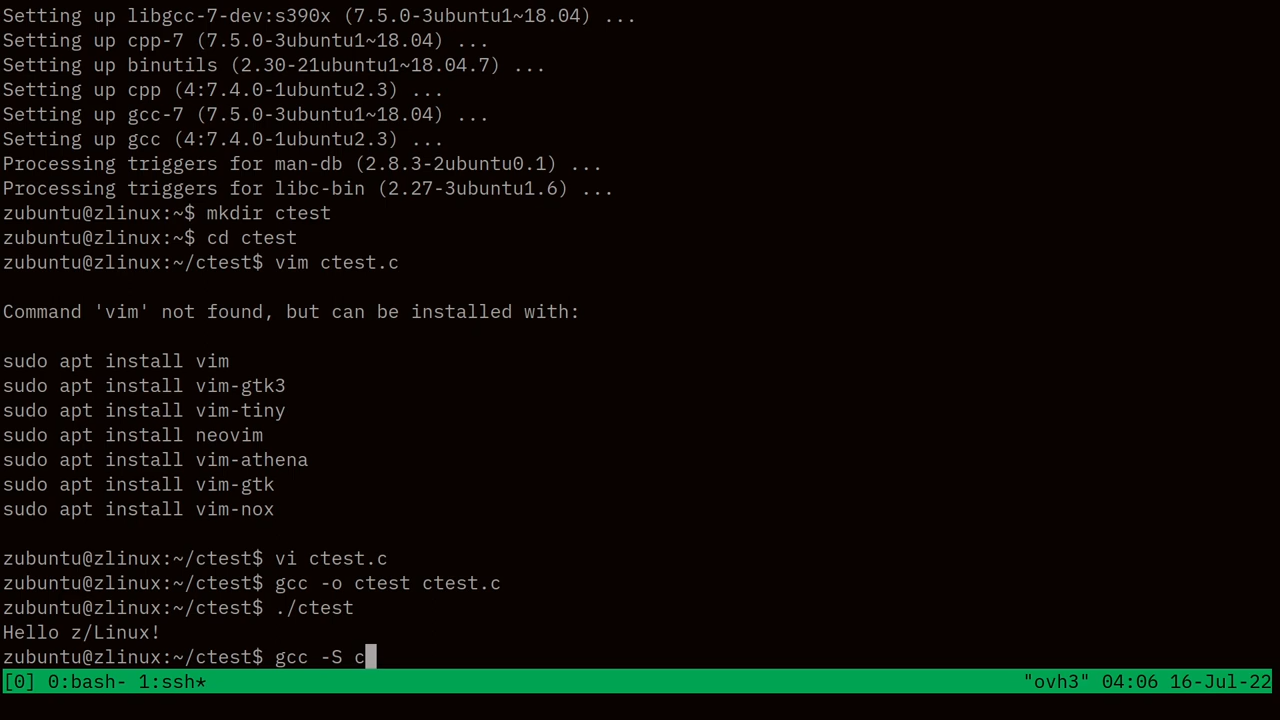 Setting up libgcc-7-dev:s390x (7.5.0-3ubuntu1~18.04) ...
Setting up cpp-7 (7.5.0-3ubuntu1~18.04) ...
Setting up binutils (2.30-21ubuntu1~18.04.7) ...
Setting up cpp (4:7.4.0-1ubuntu2.3) ...
Setting up gcc-7 (7.5.0-3ubuntu1~18.04) ...
Setting up gcc (4:7.4.0-1ubuntu2.3) ...
Processing triggers for man-db (2.8.3-2ubuntu0.1) ...
Processing triggers for libc-bin (2.27-3ubuntu1.6) ...
zubuntu@zlinux:~$ mkdir ctest
zubuntu@zlinux:~$ cd ctest
zubuntu@zlinux:~/ctest$ vim ctest.c
Command 'vim' not found, but can be installed with:
sudo apt install vim
sudo apt install vim-gtk3
sudo apt install vim-tiny
sudo apt install neovim
sudo apt install vim-athena
sudo apt install vim-gtk
sudo apt install vim-nox
zubuntu@zlinux:~/ctest$ vi ctest.c
zubuntu@zlinux:~/ctest$ gcc -o ctest ctest.c
zubuntu@zlinux:~/ctest$ ./ctest
Hello z/Linux!
zubuntu@zlinux:~/ctest$ gcc -S c
[0] 0:bash- 1:ssh* "ovh3" 04:06 16-Jul-22